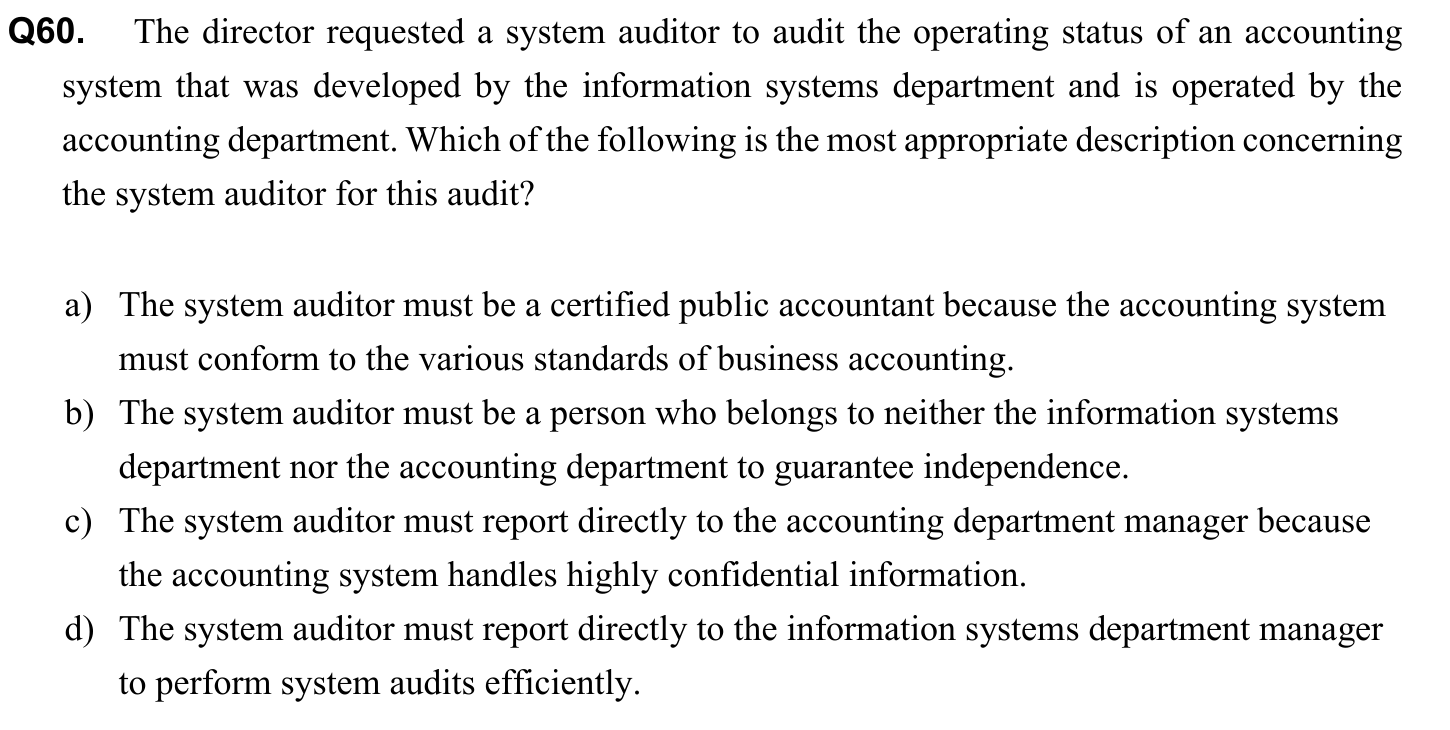 Q60. The director requested a system auditor to audit the operating status of an accounting
system that was developed by the information systems department and is operated by the
accounting department. Which of the following is the most appropriate description concerning
the system auditor for this audit?
a) The system auditor must be a certified public accountant because the accounting system
must conform to the various standards of business accounting.
b) The system auditor must be a person who belongs to neither the information systems
department nor the accounting department to guarantee independence.
c) The system auditor must report directly to the accounting department manager because
the accounting system handles highly confidential information.
d) The system auditor must report directly to the information systems department manager
to perform system audits efficiently.